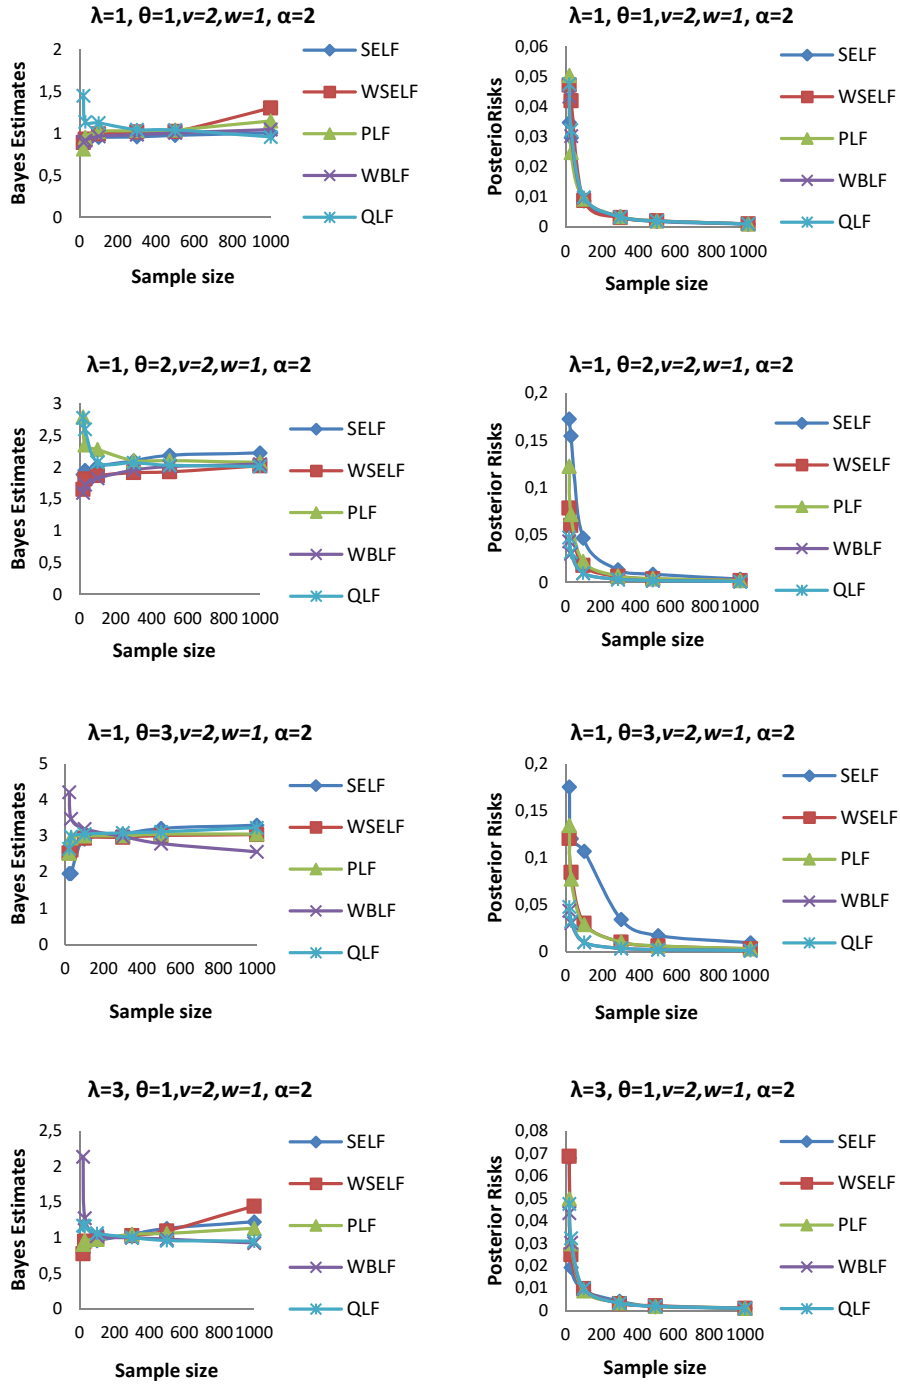 λ=1, θ=1,v=2,w=1, α=2
Bayes Estimates
2
1,5
1
0,5
0
0 200 400 600 800 1000
Sample size
SELF
WSELF
PLF
WBLF
QLF
λ=1, θ=1,v=2,w=1, α=2
PosteriorRisks
0,06
0,05
0,04
0,03
0,02
0,01
0
0 200 400 600 800 1000
Sample size
SELF
WSELF
PLF
WBLF
QLF
λ=1, θ=2,v=2,w=1, α=2
Bayes Estimates
3
2,5
2
1,5
1
0,5
0
0 200 400 600 800 1000
Sample size
SELF
WSELF
PLF
WBLF
QLF
λ=1, θ=2,v=2,w=1, α=2
Posterior Risks
0,2
0,15
0,1
0,05
0
0 200 400 600 800 1000
Sample size
SELF
WSELF
PLF
WBLF
QLF
λ=1, θ=3,v=2,w=1, α=2
Bayes Estimates
5
4
3
2
1
0
0 200 400 600 800 1000
Sample size
SELF
WSELF
PLF
WBLF
QLF
λ=1, θ=3,v=2,w=1, α=2
Posterior Risks
0,2
0,15
0,1
0,05
0
0 200 400 600 800 1000
Sample size
SELF
WSELF
PLF
WBLF
QLF
λ=3, θ=1,v=2,w=1, α=2
Bayes Estimates
2,5
2
1,5
1
0,5
0
0 200 400 600 800 1000
Sample size
SELF
WSELF
PLF
WBLF
QLF
λ=3, θ=1,v=2,w=1, α=2
Posterior Risks
0,08
0,07
0,06
0,05
0,04
0,03
0,02
0,01
0
0 200 400 600 800 1000
Sample size
SELF
WSELF
PLF
WBLF
QLF